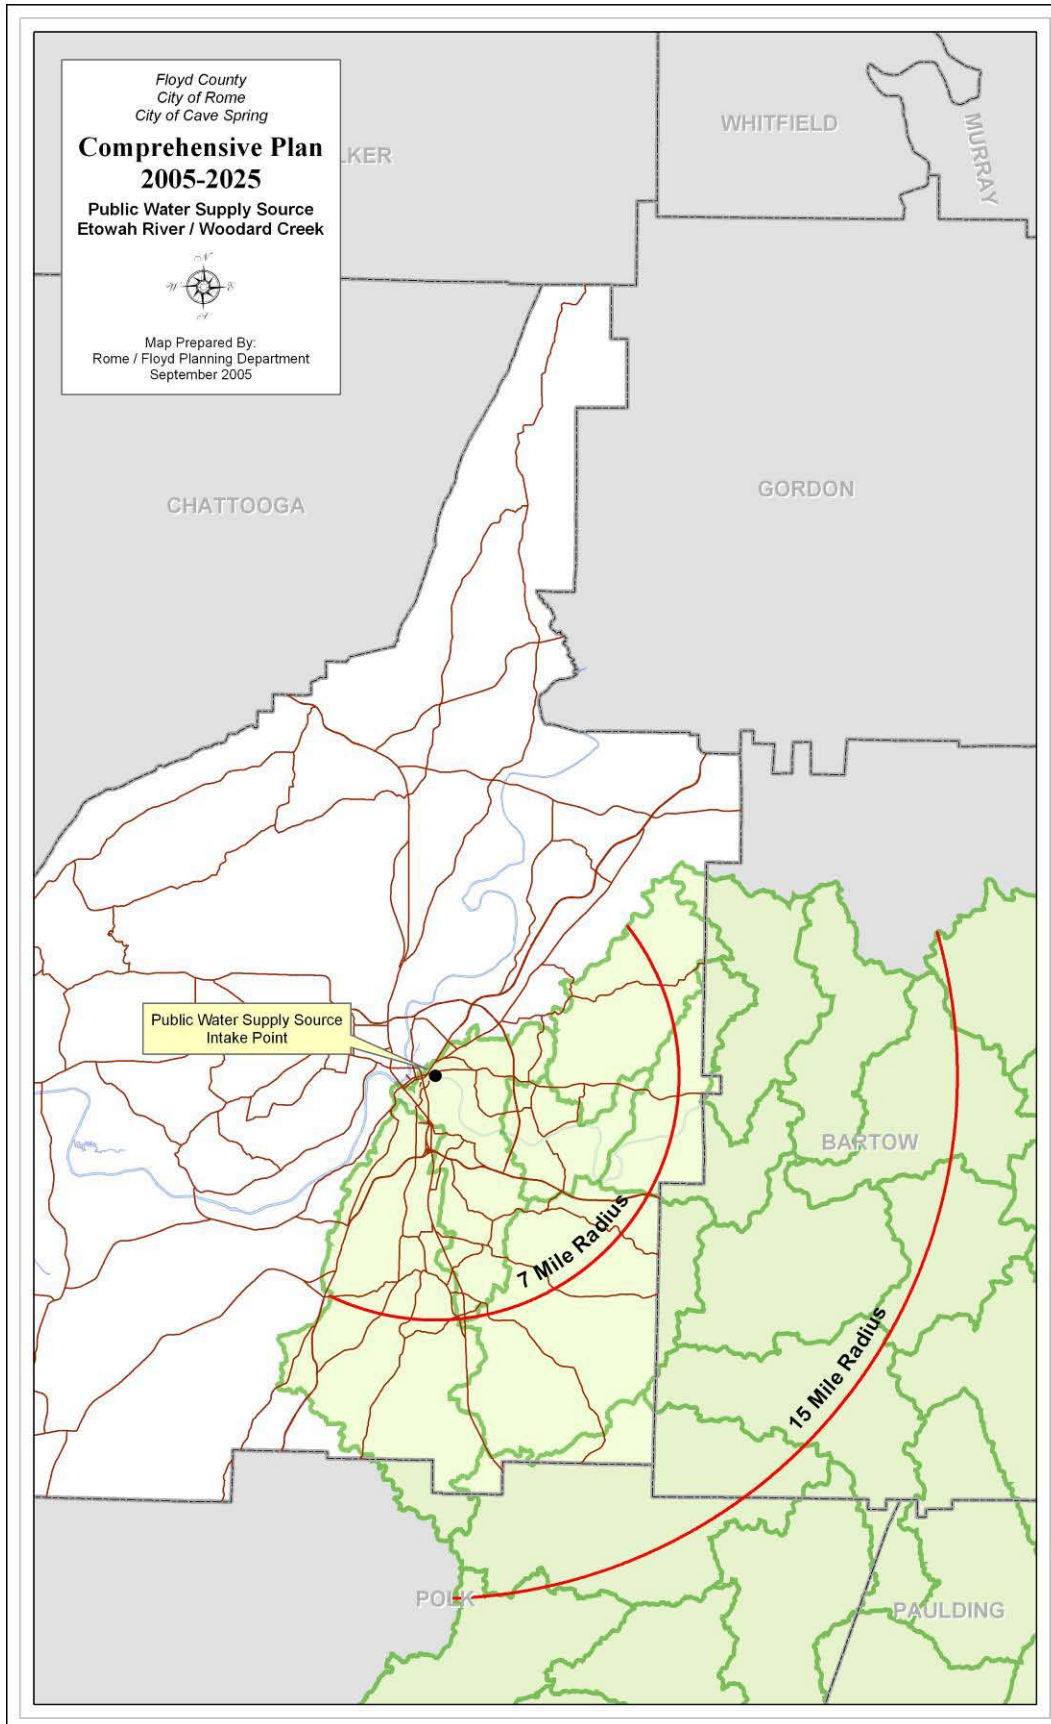 Floyd County
City of Rome
City of Cave Spring
Comprehensive Plan
2005-2025
Public Water Supply Source
Etowah River / Woodard Creek
N
W
E
S
Map Prepared By:
Rome / Floyd Planning Department
September 2005
LKER
WHITFIELD
MURRAY
CHATTOOGA
GORDON
Public Water Supply Source
Intake Point
BARTOW
7 Mile Radius
15 Mile Radius
POLK
PAULDING